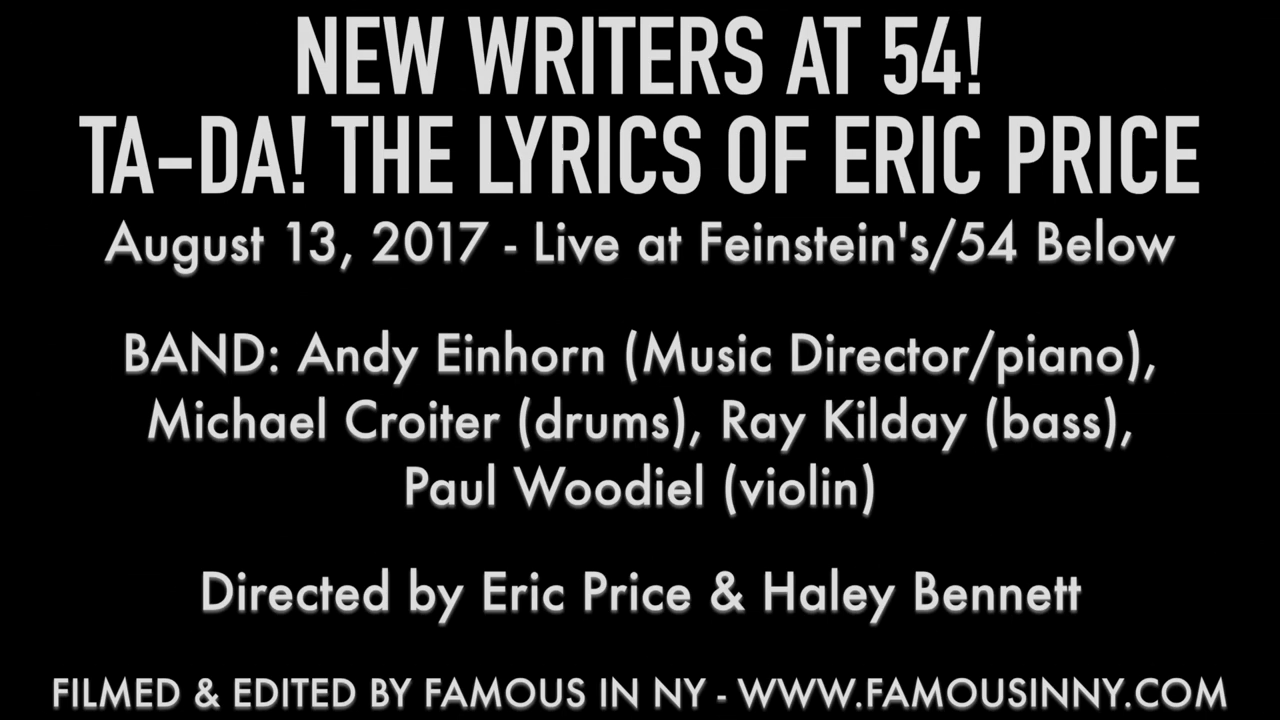 NEW WRITERS AT 54!
TA-DA! THE LYRICS OF ERIC PRICE
August 13, 2017 - Live at Feinstein's/54 Below
BAND: Andy Einhorn (Music Director/piano),
Michael Croiter (drums), Ray Kilday (bass),
Paul Woodiel (violin)
Directed by Eric Price & Haley Bennett
FILMED & EDITED BY FAMOUS IN NY - WWW.FAMOUSINNY.COM